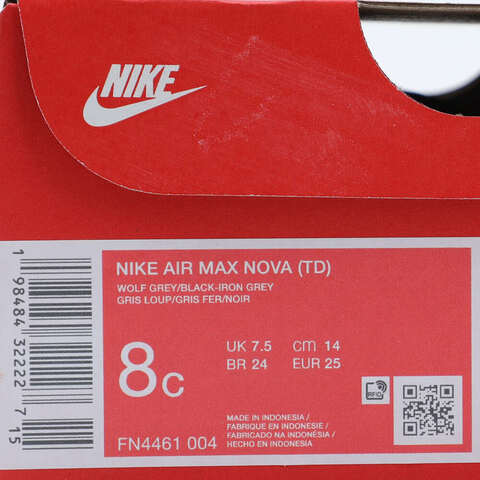 NIKE
NIKE AIR MAX NOVA (TD)
WOLF GREY/BLACK-IRON GREY
GRIS LOUP/GRIS FER/NOIR
8C
UK 7.5 cm 14
BR 24 EUR 25
RFID
MADE IN INDONESIA/
FABRIQUÉ EN INDONÉSIE /
FABRICADO NA INDONÉSIA /
HECHO EN INDONESIA
FN4461 004
1 98484 32222 7 15